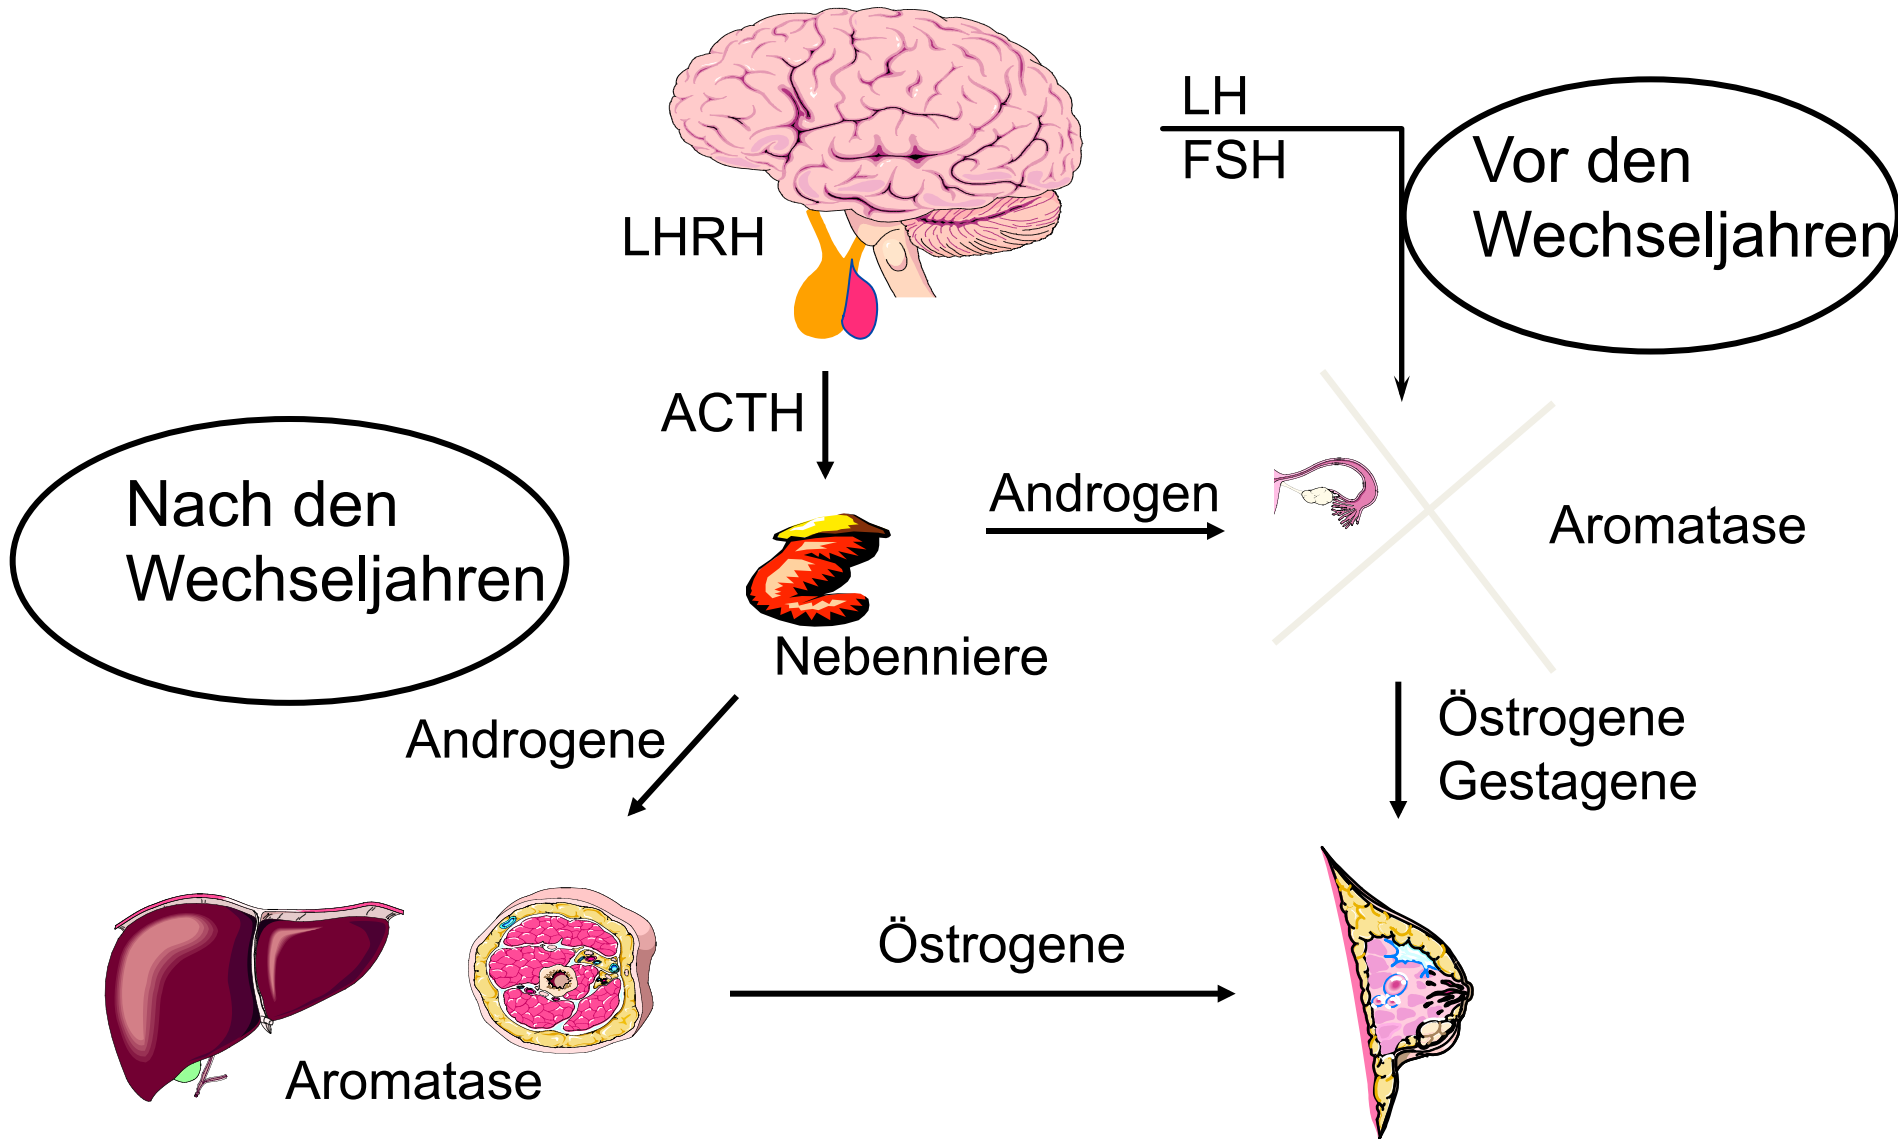 LH
FSH
Vor den
Wechseljahren
LHRH
ACTH
Nach den
Wechseljahren
Androgen
Aromatase
Nebenniere
Androgene
Östrogene
Gestagene
Östrogene
Aromatase